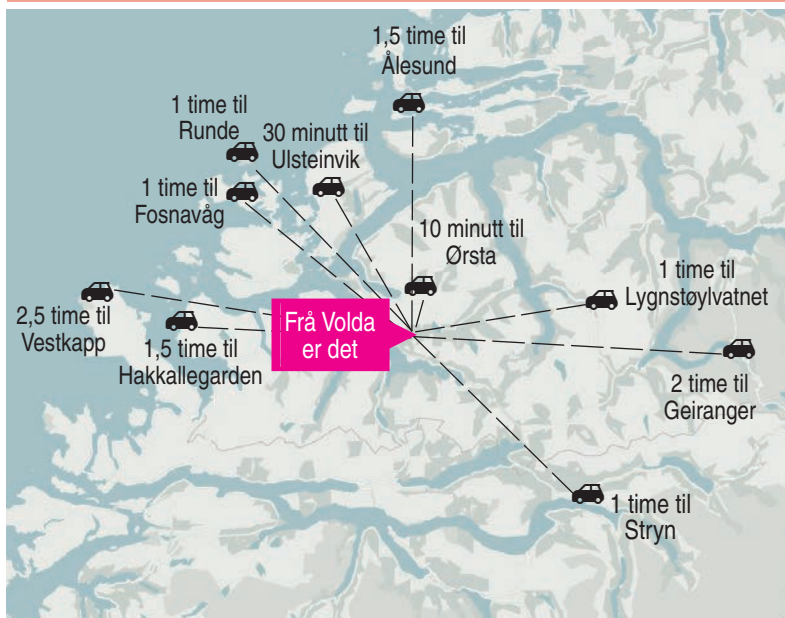 1,5 time til
Ålesund
1 time til
Runde
30 minutt til
Ulsteinvik
1 time til
Fosnavåg
10 minutt til
Ørsta
1 time til
Lygnstøylvatnet
2,5 time til
Vestkapp
1,5 time til
Hakkallegarden
Frå Volda
er det
2 time til
Geiranger
1 time til
Stryn